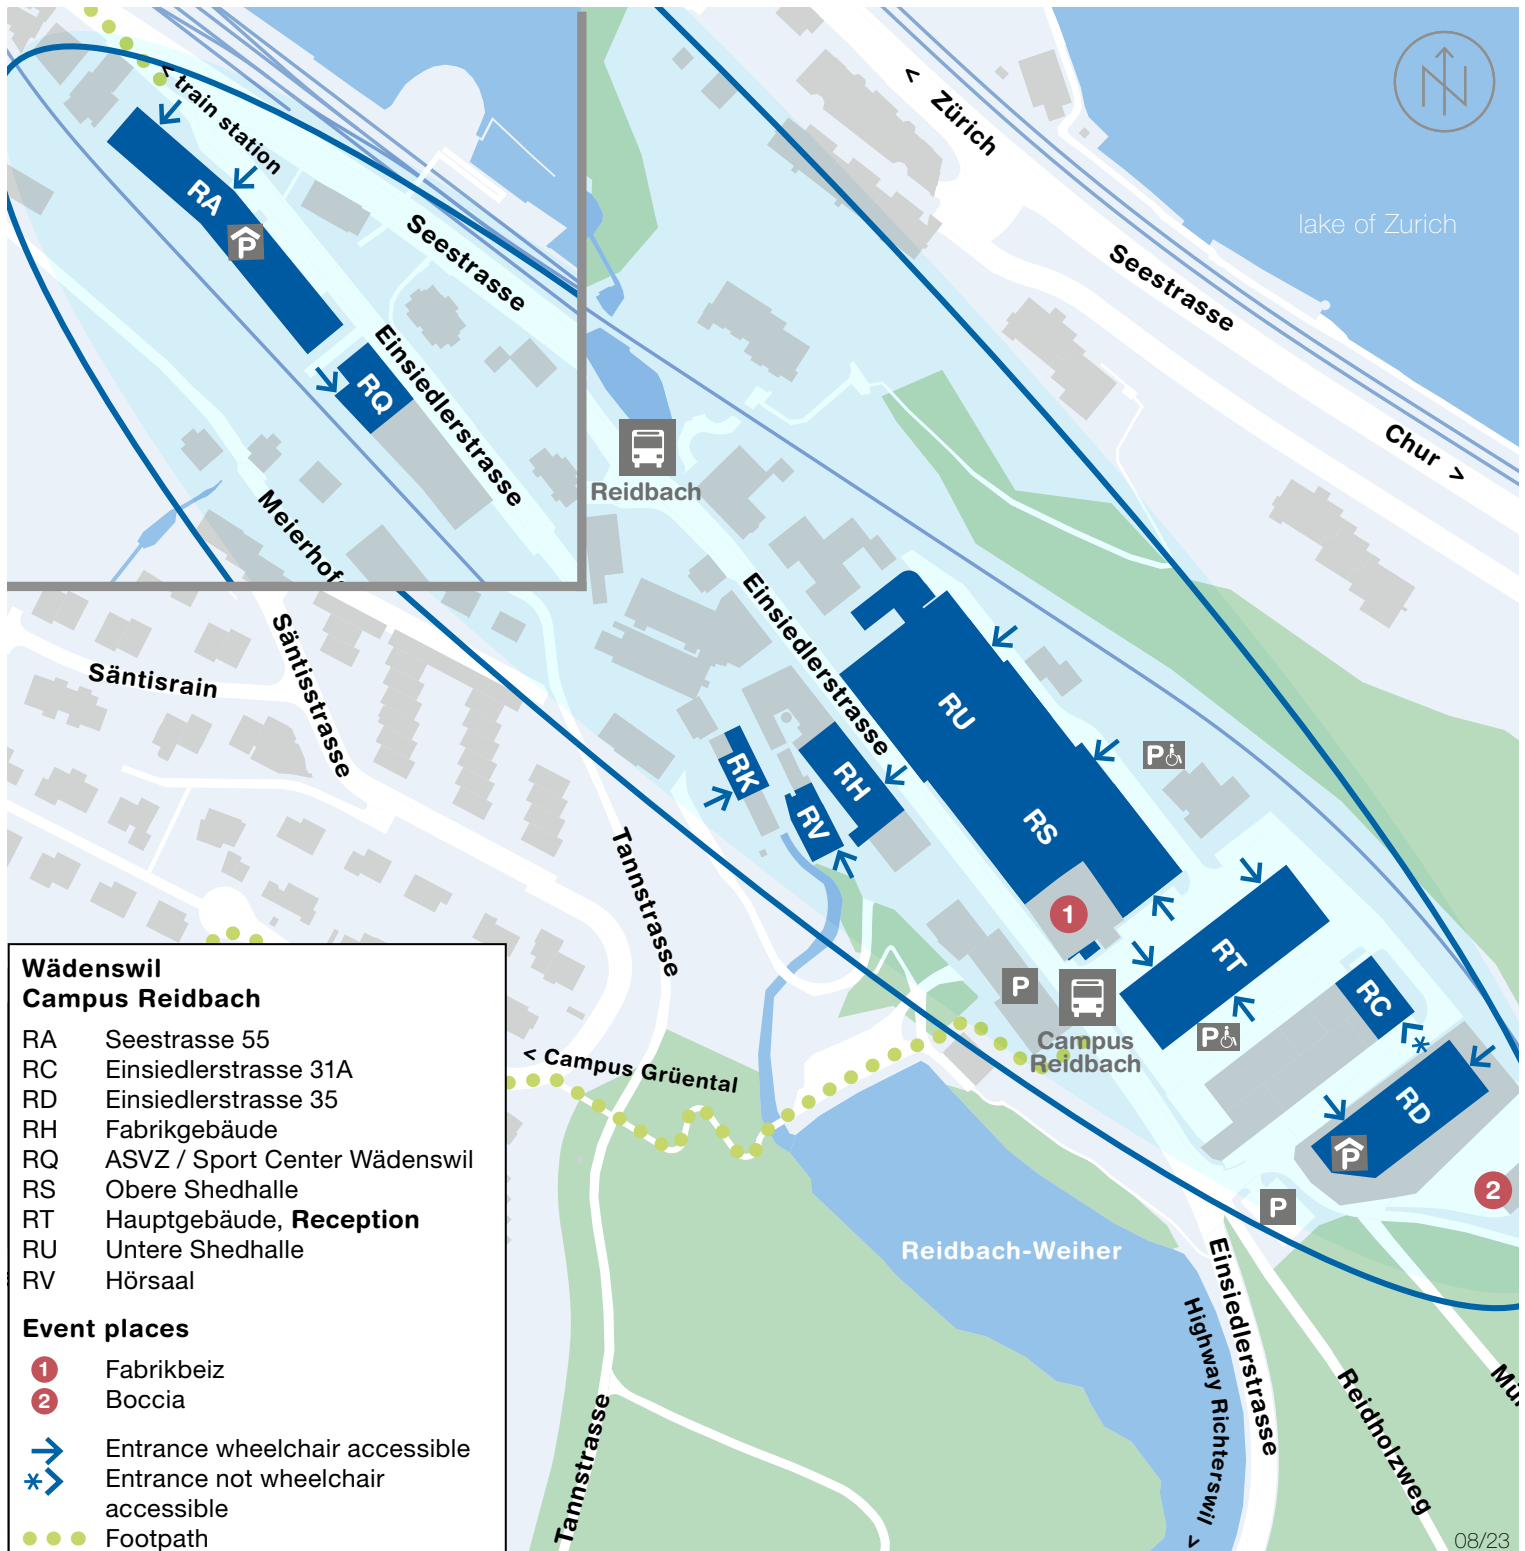 < train station
RA
P
Seestrasse
Einsiedlerstrasse
RQ
< Zürich
N
lake of Zurich
Seestrasse
Chur >
Reidbach
Säntisrain
Säntisstrasse
Einsiedlerstrasse
RU
RK
RH
RV
RS
P
1
Tannstrasse
RT
RC
P
Campus
Reidbach
P
RD
P
2
P
< Campus Grüental
Reidbach-Weiher
Einsiedlerstrasse
Highway Richterswil >
Reidholzweg
Tannstrasse
Wädenswil
Campus Reidbach
RA Seestrasse 55
RC Einsiedlerstrasse 31A
RD Einsiedlerstrasse 35
RH Fabrikgebäude
RQ ASVZ / Sport Center Wädenswil
RS Obere Shedhalle
RT Hauptgebäude, Reception
RU Untere Shedhalle
RV Hörsaal
Event places
1 Fabrikbeiz
2 Boccia
Entrance wheelchair accessible
* Entrance not wheelchair
accessible
Footpath
08/23